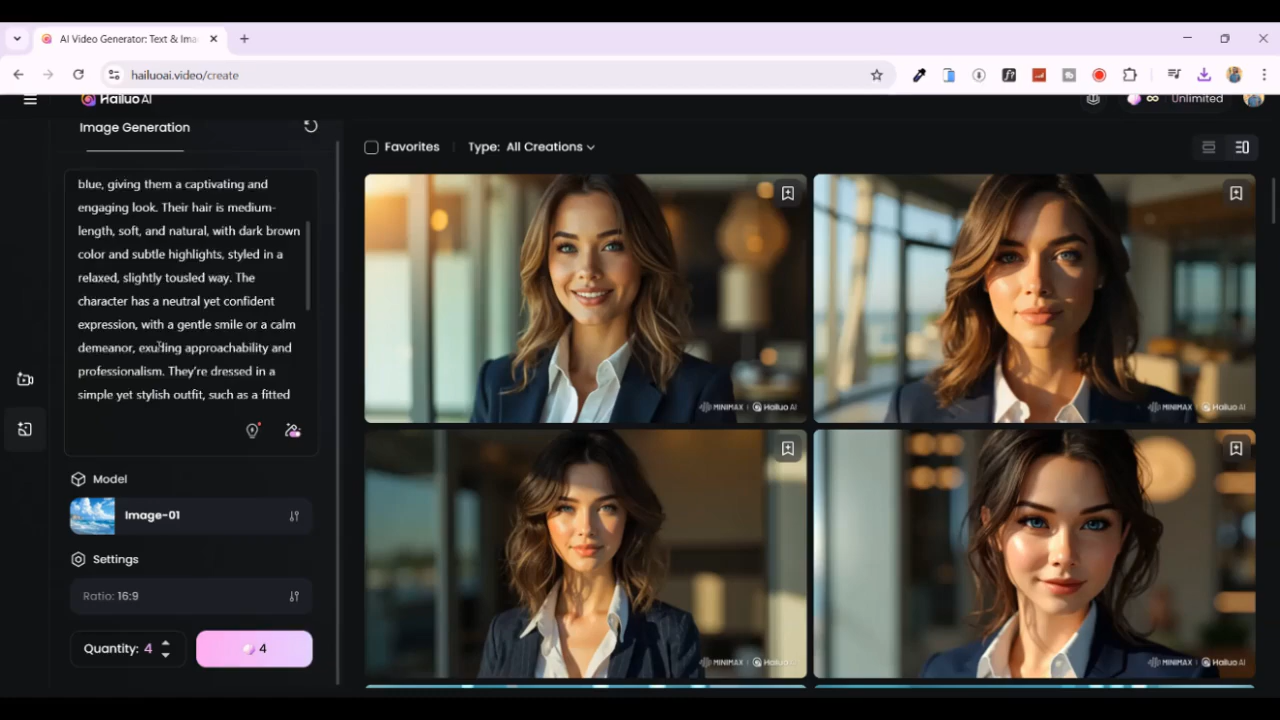 AI Video Generator: Text & Ima
hailuoai.video/create
Hailuo AI
Unlimited
Image Generation
Favorites
Type: All Creations
blue, giving them a captivating and
engaging look. Their hair is medium-
length, soft, and natural, with dark brown
color and subtle highlights, styled in a
relaxed, slightly tousled way. The
character has a neutral yet confident
expression, with a gentle smile or a calm
demeanor, exuding approachability and
professionalism. They're dressed in a
simple yet stylish outfit, such as a fitted
MINIMAX | Hailuo AI
MINIMAX | Hailuo AI
Model
Image-01
Settings
Ratio: 16:9
Quantity: 4
4
MINIMAX | Hailuo AI
MINIMAX | Hailuo AI